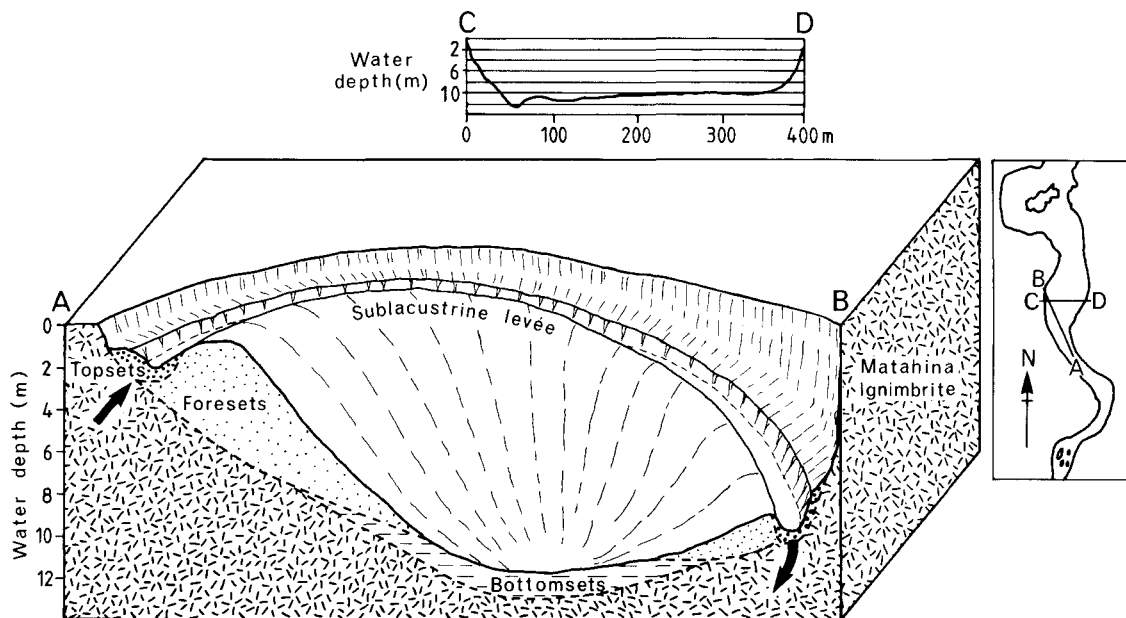 C D
Water
depth(m)
2
6
10
0 100 200 300 400m
A B
Sublacustrine levée
Water depth (m)
0
2
4
6
8
10
12
Topsets
Foresets
Bottomsets
Matahina
Ignimbrite
B
C D
A
N